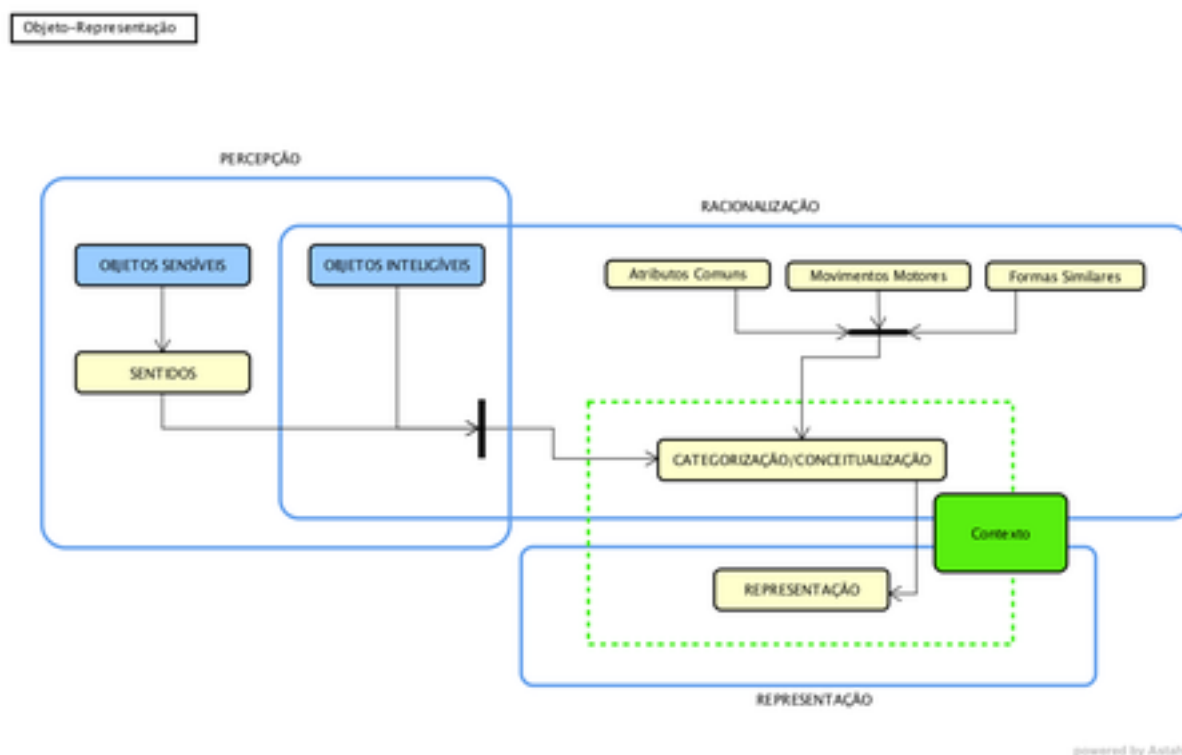 Objeto-Representação
PERCEPÇÃO
RACIONALIZAÇÃO
OBJETOS SENSÍVEIS
OBJETOS INTELIGÍVEIS
Atributos Comuns
Movimentos Motores
Formas Similares
SENTIDOS
CATEGORIZAÇÃO/CONCEITUALIZAÇÃO
Contexto
REPRESENTAÇÃO
REPRESENTAÇÃO
powered by Astah